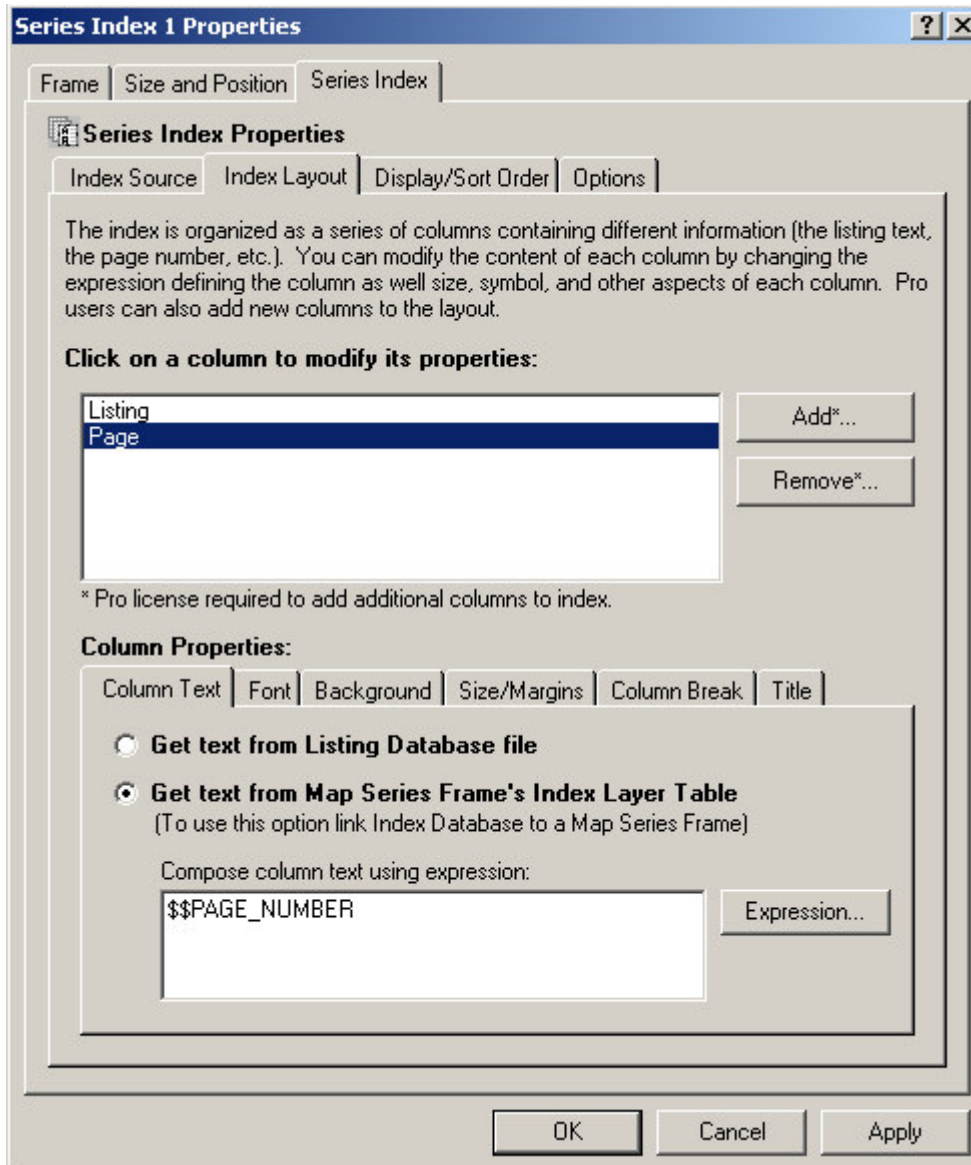 Series Index 1 Properties
Frame Size and Position Series Index
Series Index Properties
Index Source Index Layout Display/Sort Order Options
The index is organized as a series of columns containing different information (the listing text,
the page number, etc.). You can modify the content of each column by changing the
expression defining the column as well size, symbol, and other aspects of each column. Pro
users can also add new columns to the layout.
Click on a column to modify its properties:
Listing
Page
Add*...
Remove*...
* Pro license required to add additional columns to index.
Column Properties:
Column Text Font Background Size/Margins Column Break Title
Get text from Listing Database file
Get text from Map Series Frame's Index Layer Table
(To use this option link Index Database to a Map Series Frame)
Compose column text using expression:
$$PAGE_NUMBER
Expression...
OK Cancel Apply